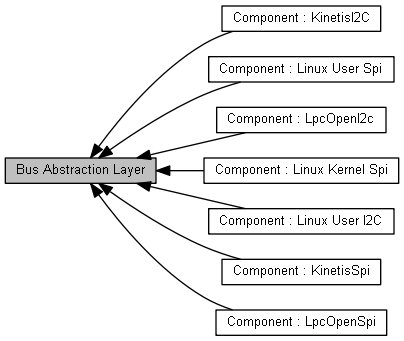 Component : KinetisI2C
Component : Linux User Spi
Component : LpcOpenI2c
Bus Abstraction Layer
Component : Linux Kernel Spi
Component : Linux User I2C
Component : KinetisSpi
Component : LpcOpenSpi